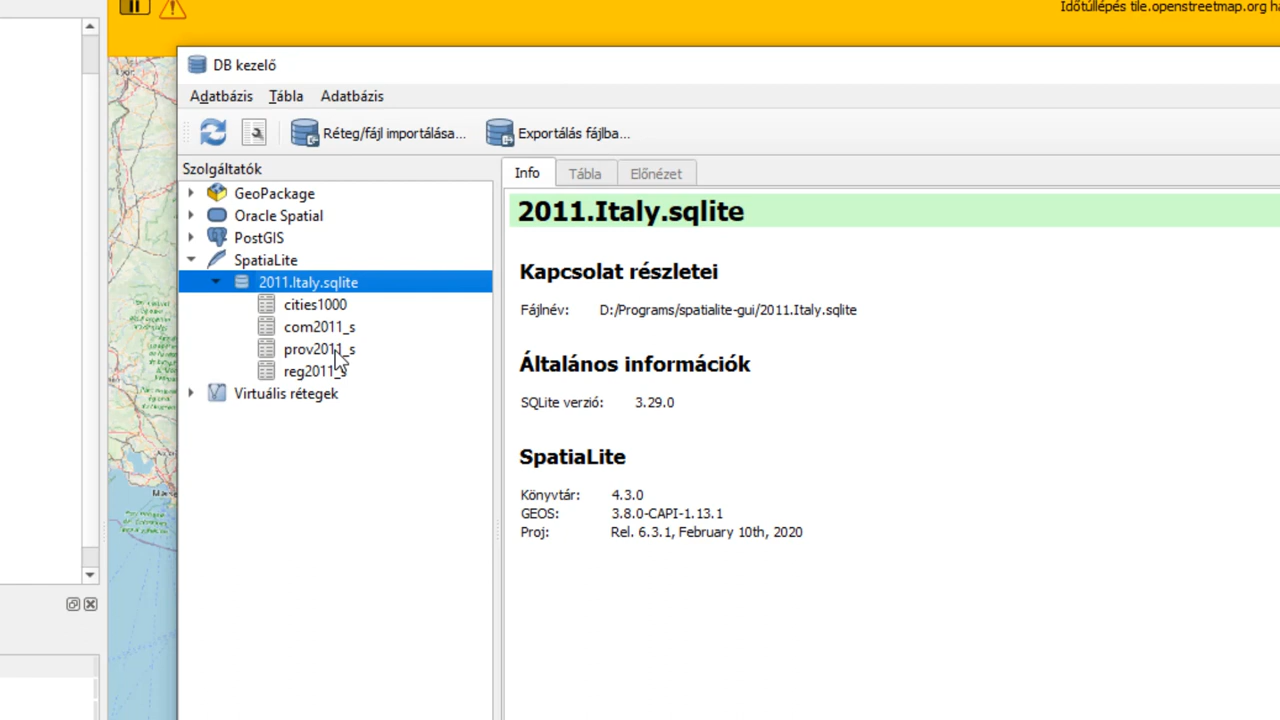 Időtúllépés tile.openstreetmap.org
DB kezelő
Adatbázis Tábla Adatbázis
Réteg/fájl importálása... Exportálás fájlba...
Szolgáltatók
Info Tábla Előnézet
GeoPackage
Oracle Spatial
PostGIS
SpatiaLite
2011.Italy.sqlite
cities1000
com2011_s
prov2011_s
reg2011_s
Virtuális rétegek
2011.Italy.sqlite
Kapcsolat részletei
Fájlnév: D:/Programs/spatialite-gui/2011.Italy.sqlite
Általános információk
SQLite verzió: 3.29.0
SpatiaLite
Könyvtár: 4.3.0
GEOS: 3.8.0-CAPI-1.13.1
Proj: Rel. 6.3.1, February 10th, 2020